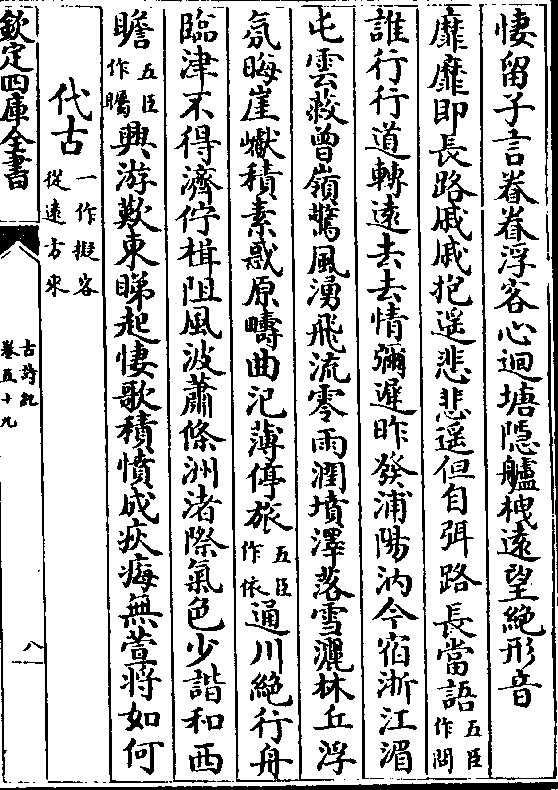 悽留子言眷眷浮客心迴塘隱艫栧遠望絶形音
靡靡即長路戚戚抱遥悲悲遥但自弭路長當語五臣作問
誰行行道轉遠去去情彌遲昨發浦陽汭今宿浙江湄
屯雲蔽曾嶺驚風湧飛流零雨潤墳澤落雪灑林丘浮
氛晦崖巘積素惑原疇曲汜薄停旅五臣作依通川絶行舟
臨津不得濟佇楫阻風波蕭條洲渚際氣色少諧和西
瞻五臣作矚興游歎東睇起悽歌積憤成疢痗無萱將如何
代古一作擬客從遠方來
欽定四庫全書
古詩紀
卷五十九
八